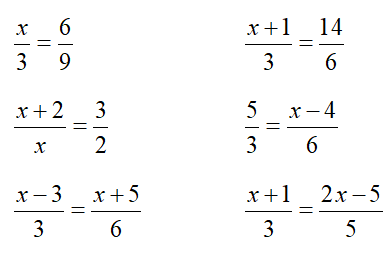 x/3 = 6/9    (x+1)/3 = 14/6
(x+2)/x = 3/2    5/3 = (x−4)/6
(x−3)/3 = (x+5)/6    (x+1)/3 = (2x−5)/5